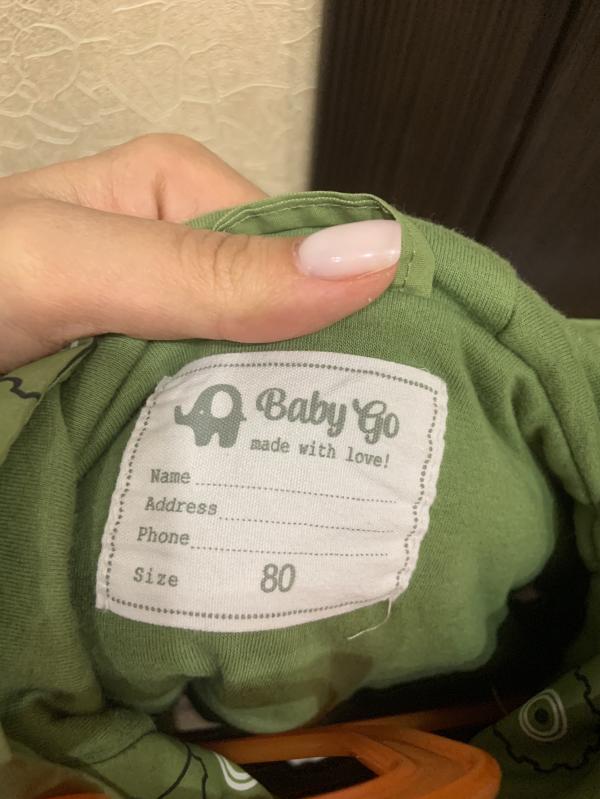 Baby Go
made with love!
Name
Address
Phone
Size 80